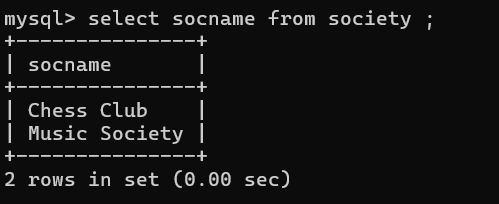 mysql> select socname from society ;
+---------------+
| socname       |
+---------------+
| Chess Club    |
| Music Society |
+---------------+
2 rows in set (0.00 sec)